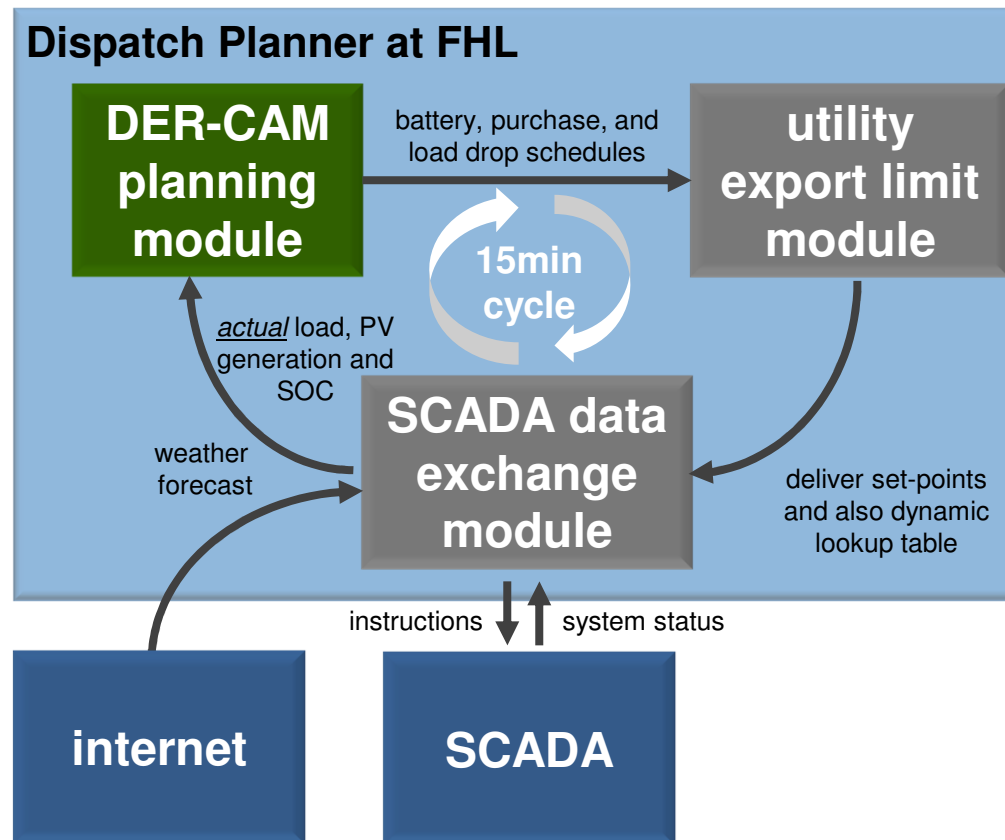 Dispatch Planner at FHL
DER-CAM
planning
module
battery, purchase, and
load drop schedules
utility
export limit
module
15min
cycle
actual load, PV
generation and
SOC
SCADA data
exchange
module
weather
forecast
deliver set-points
and also dynamic
lookup table
instructions
system status
internet
SCADA